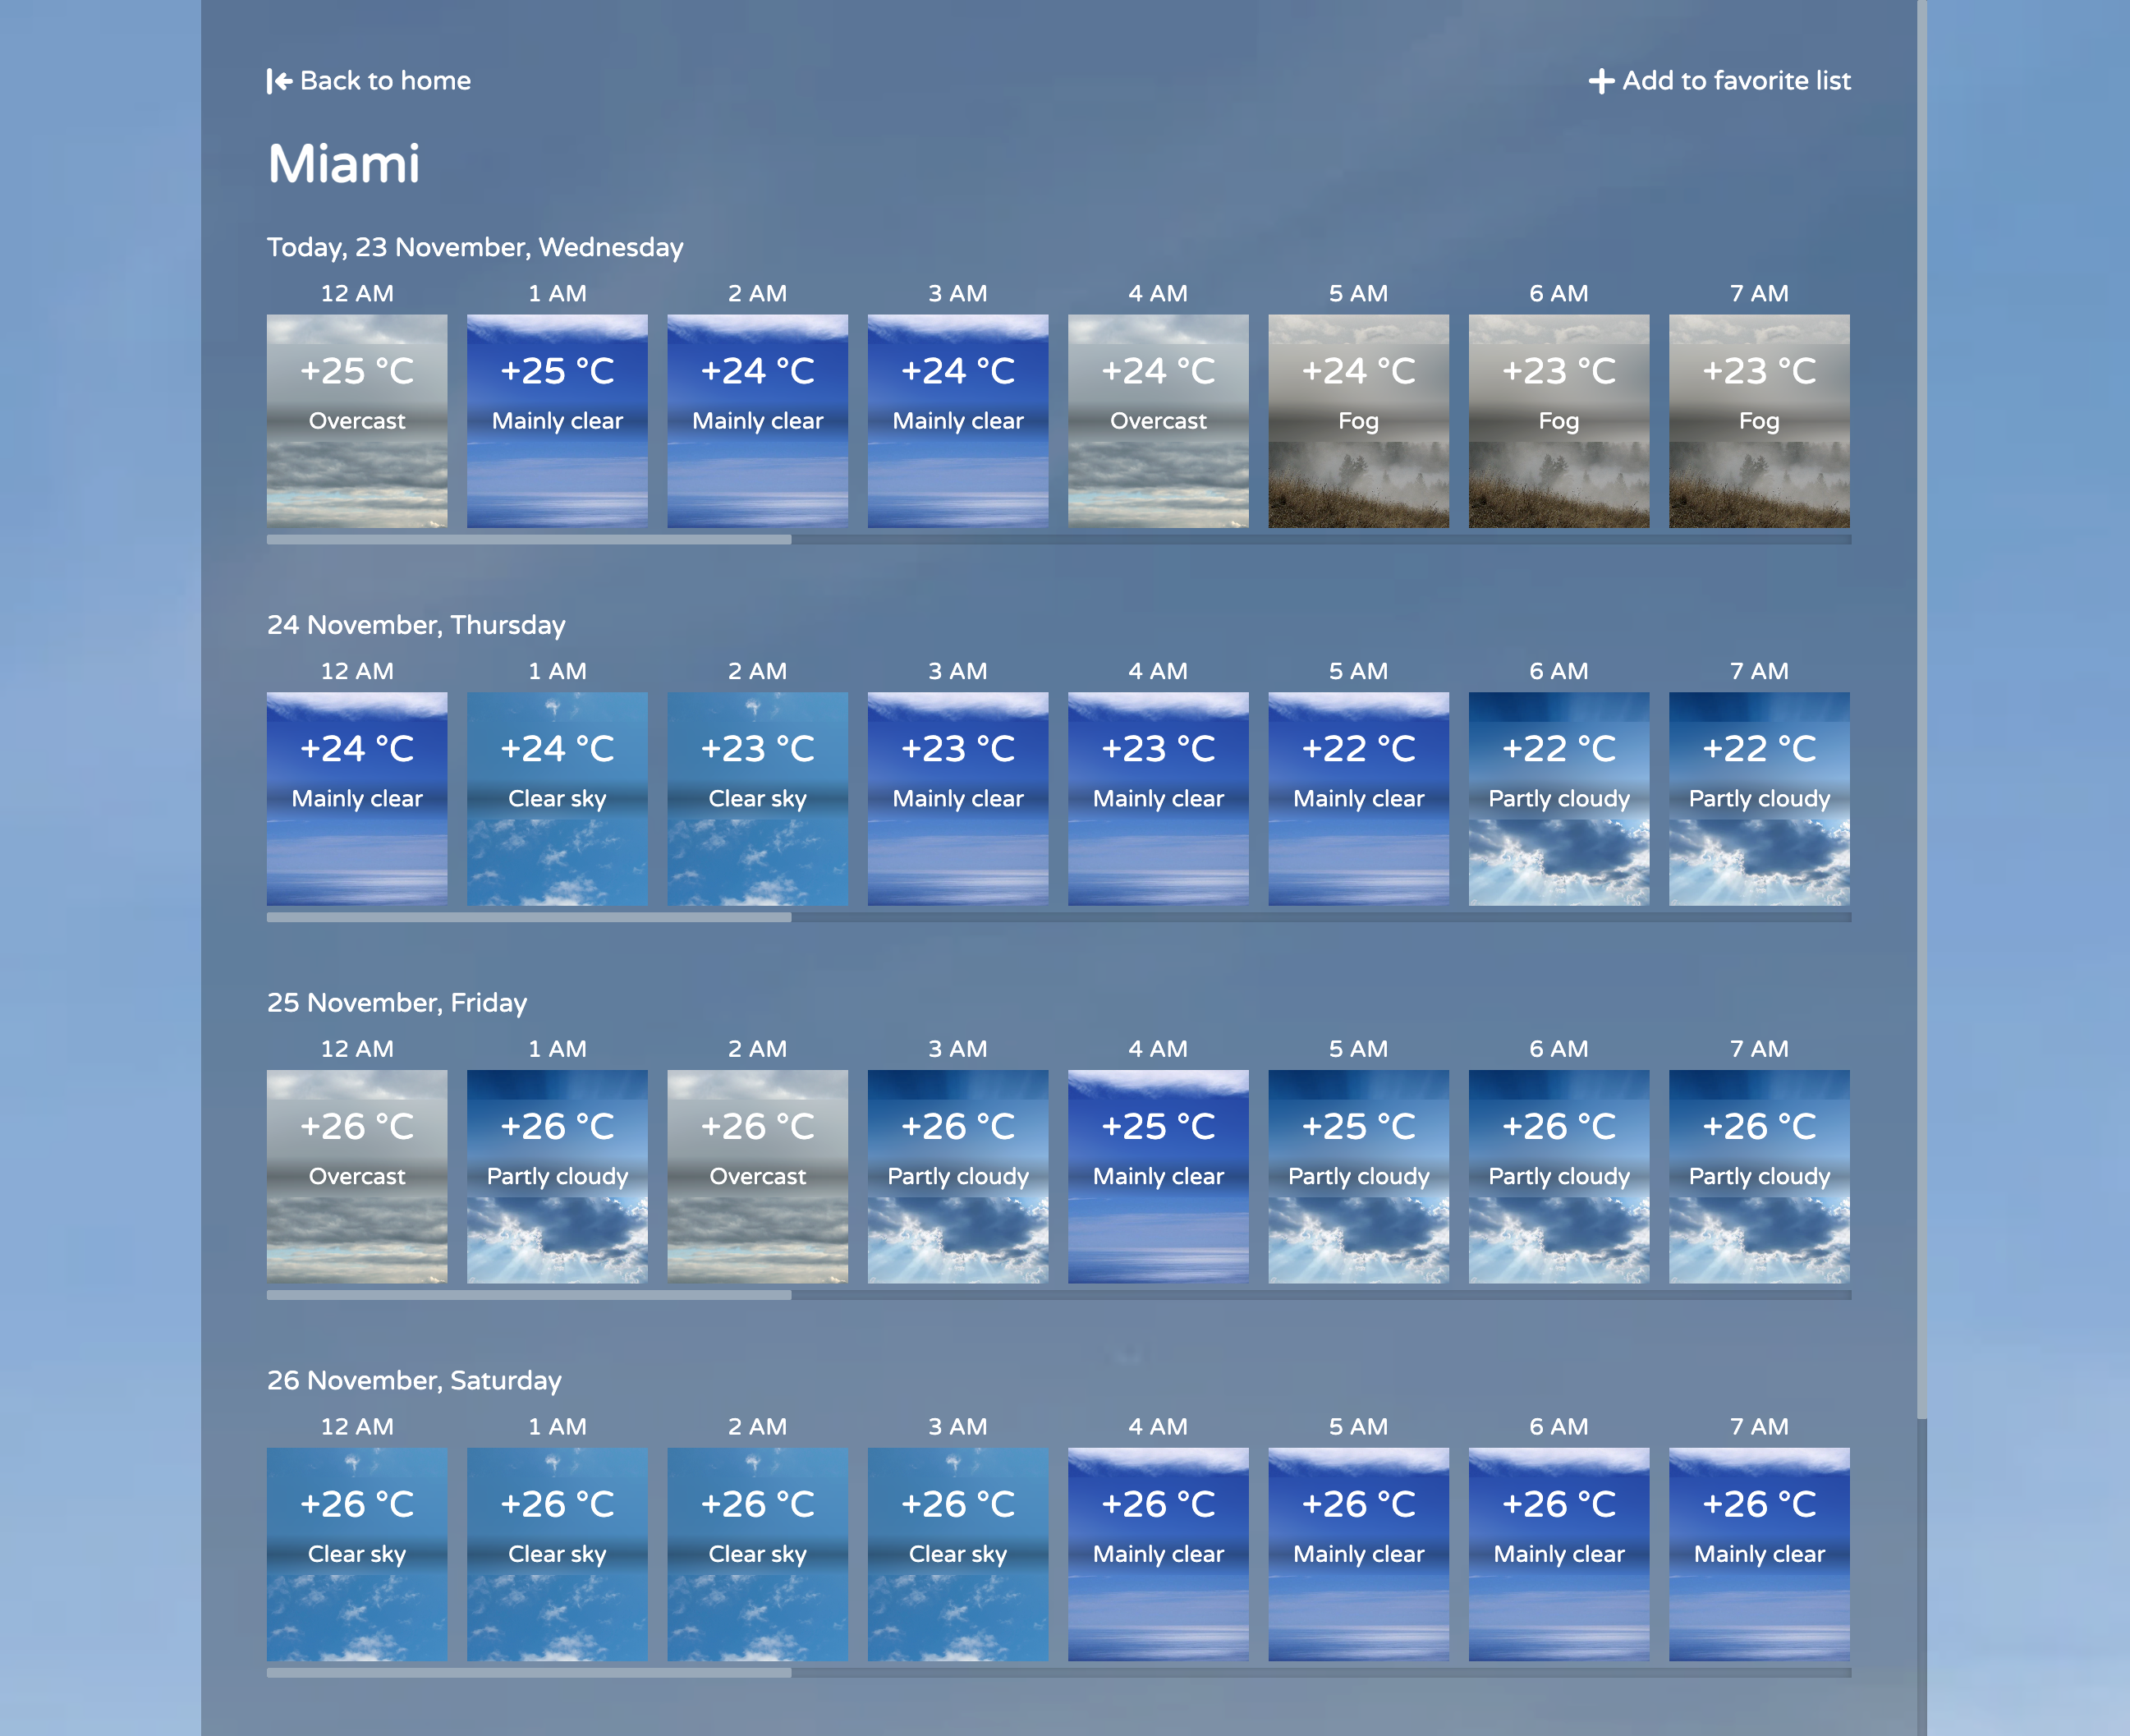 Back to home
Add to favorite list
Miami
Today, 23 November, Wednesday
12 AM 1 AM 2 AM 3 AM 4 AM 5 AM 6 AM 7 AM
+25 °C +25 °C +24 °C +24 °C +24 °C +24 °C +23 °C +23 °C
Overcast Mainly clear Mainly clear Mainly clear Overcast Fog Fog Fog
24 November, Thursday
12 AM 1 AM 2 AM 3 AM 4 AM 5 AM 6 AM 7 AM
+24 °C +24 °C +23 °C +23 °C +23 °C +22 °C +22 °C +22 °C
Mainly clear Clear sky Clear sky Mainly clear Mainly clear Mainly clear Partly cloudy Partly cloudy
25 November, Friday
12 AM 1 AM 2 AM 3 AM 4 AM 5 AM 6 AM 7 AM
+26 °C +26 °C +26 °C +26 °C +25 °C +25 °C +26 °C +26 °C
Overcast Partly cloudy Overcast Partly cloudy Mainly clear Partly cloudy Partly cloudy Partly cloudy
26 November, Saturday
12 AM 1 AM 2 AM 3 AM 4 AM 5 AM 6 AM 7 AM
+26 °C +26 °C +26 °C +26 °C +26 °C +26 °C +26 °C +26 °C
Clear sky Clear sky Clear sky Clear sky Mainly clear Mainly clear Mainly clear Mainly clear